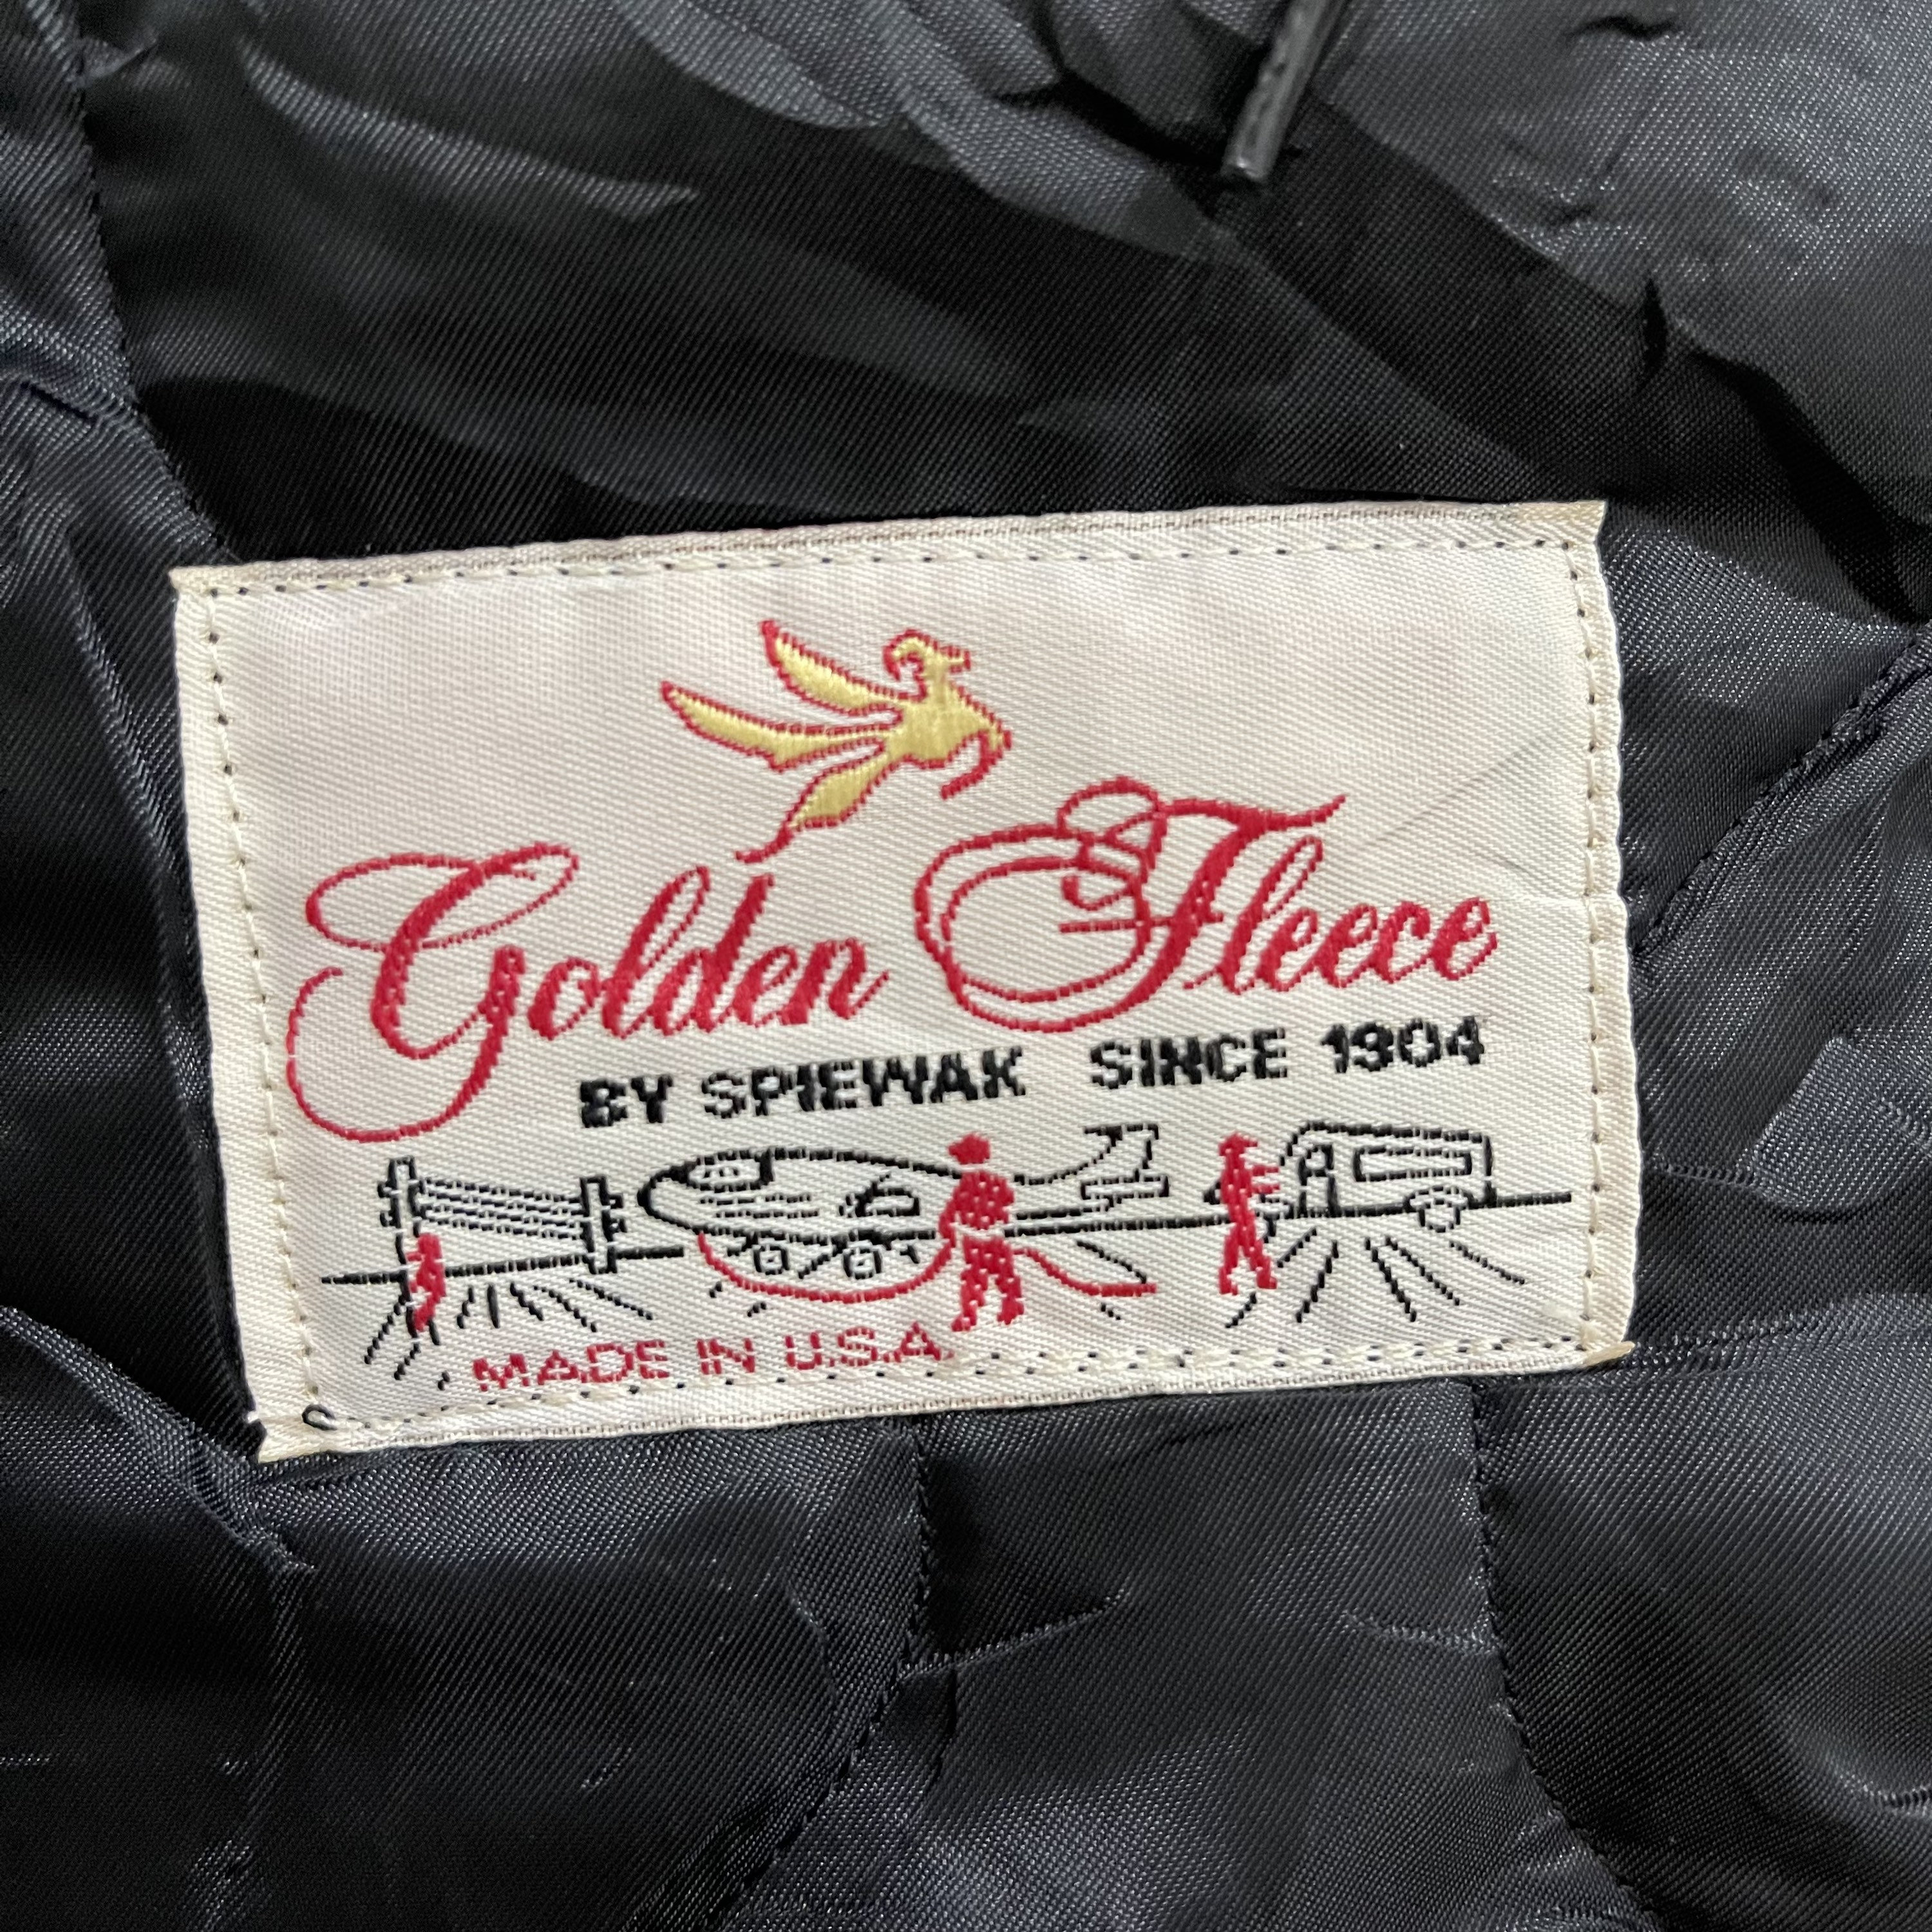 Golden Fleece
BY SPIEWAK SINCE 1904
MADE IN U.S.A.